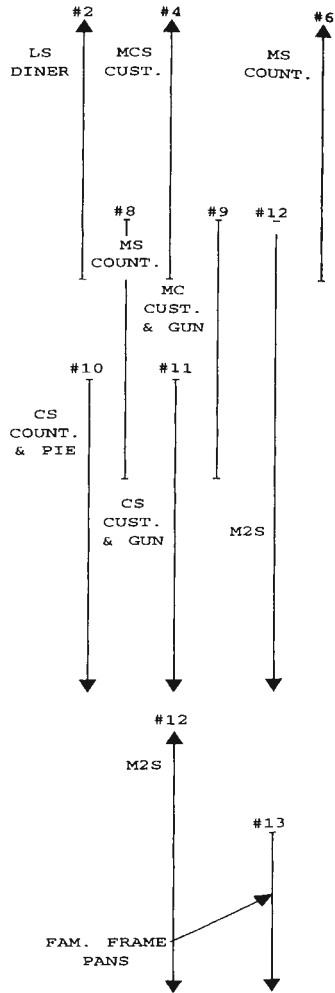 #2 #4 #6
LS MCS MS
DINER CUST. COUNT.
#8 #9 #12
MS
COUNT.
MC
CUST.
& GUN
#10 #11
CS
COUNT.
& PIE
CS
CUST.
& GUN
M2S
#12
M2S
#13
FAM. FRAME
PANS